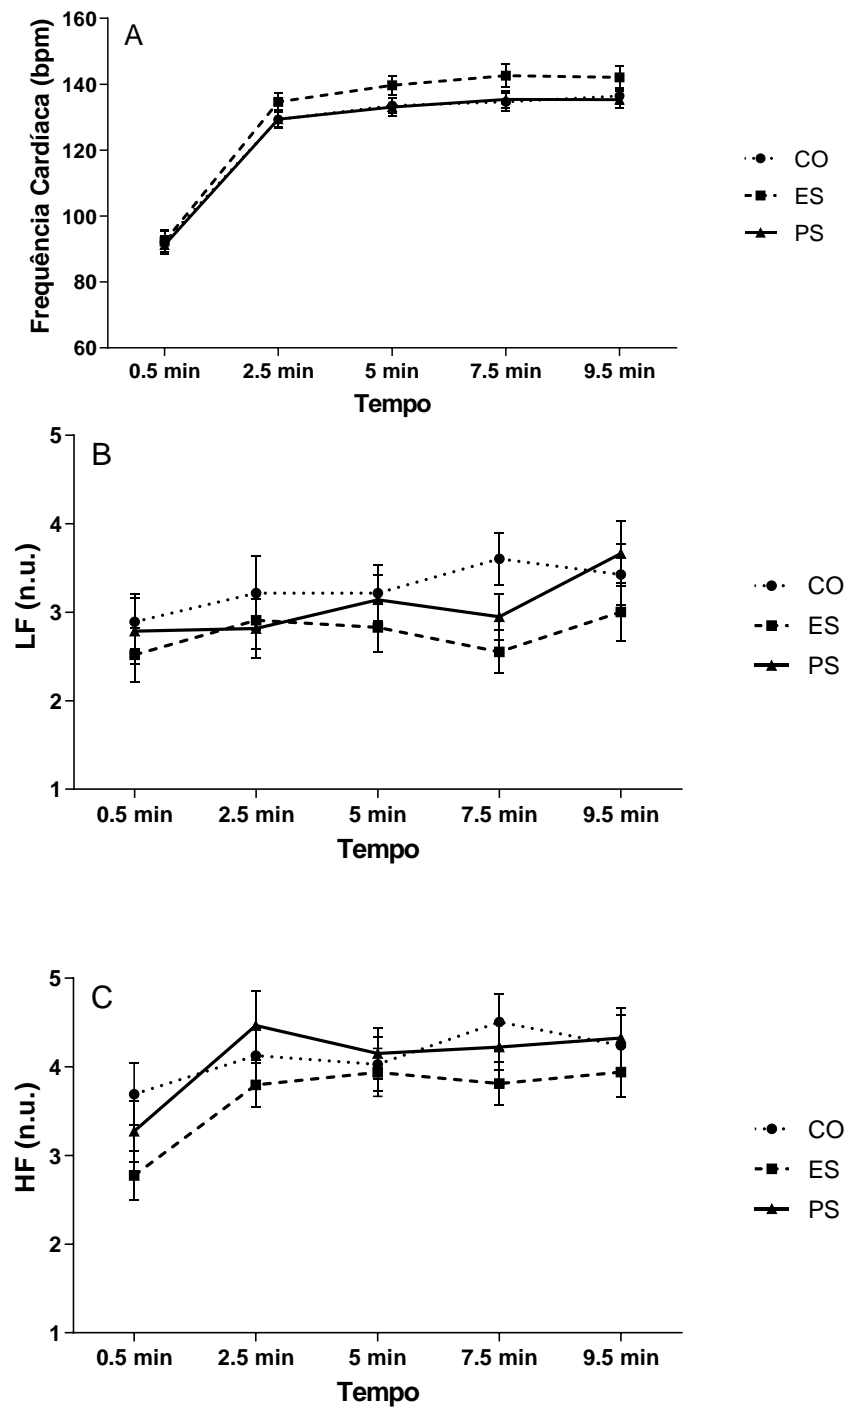 A
Frequência Cardíaca (bpm)
160
140
120
100
80
60
0.5 min 2.5 min 5 min 7.5 min 9.5 min
Tempo
CO
ES
PS
B
LF (n.u.)
5
4
3
2
1
0.5 min 2.5 min 5 min 7.5 min 9.5 min
Tempo
CO
ES
PS
C
HF (n.u.)
5
4
3
2
1
0.5 min 2.5 min 5 min 7.5 min 9.5 min
Tempo
CO
ES
PS